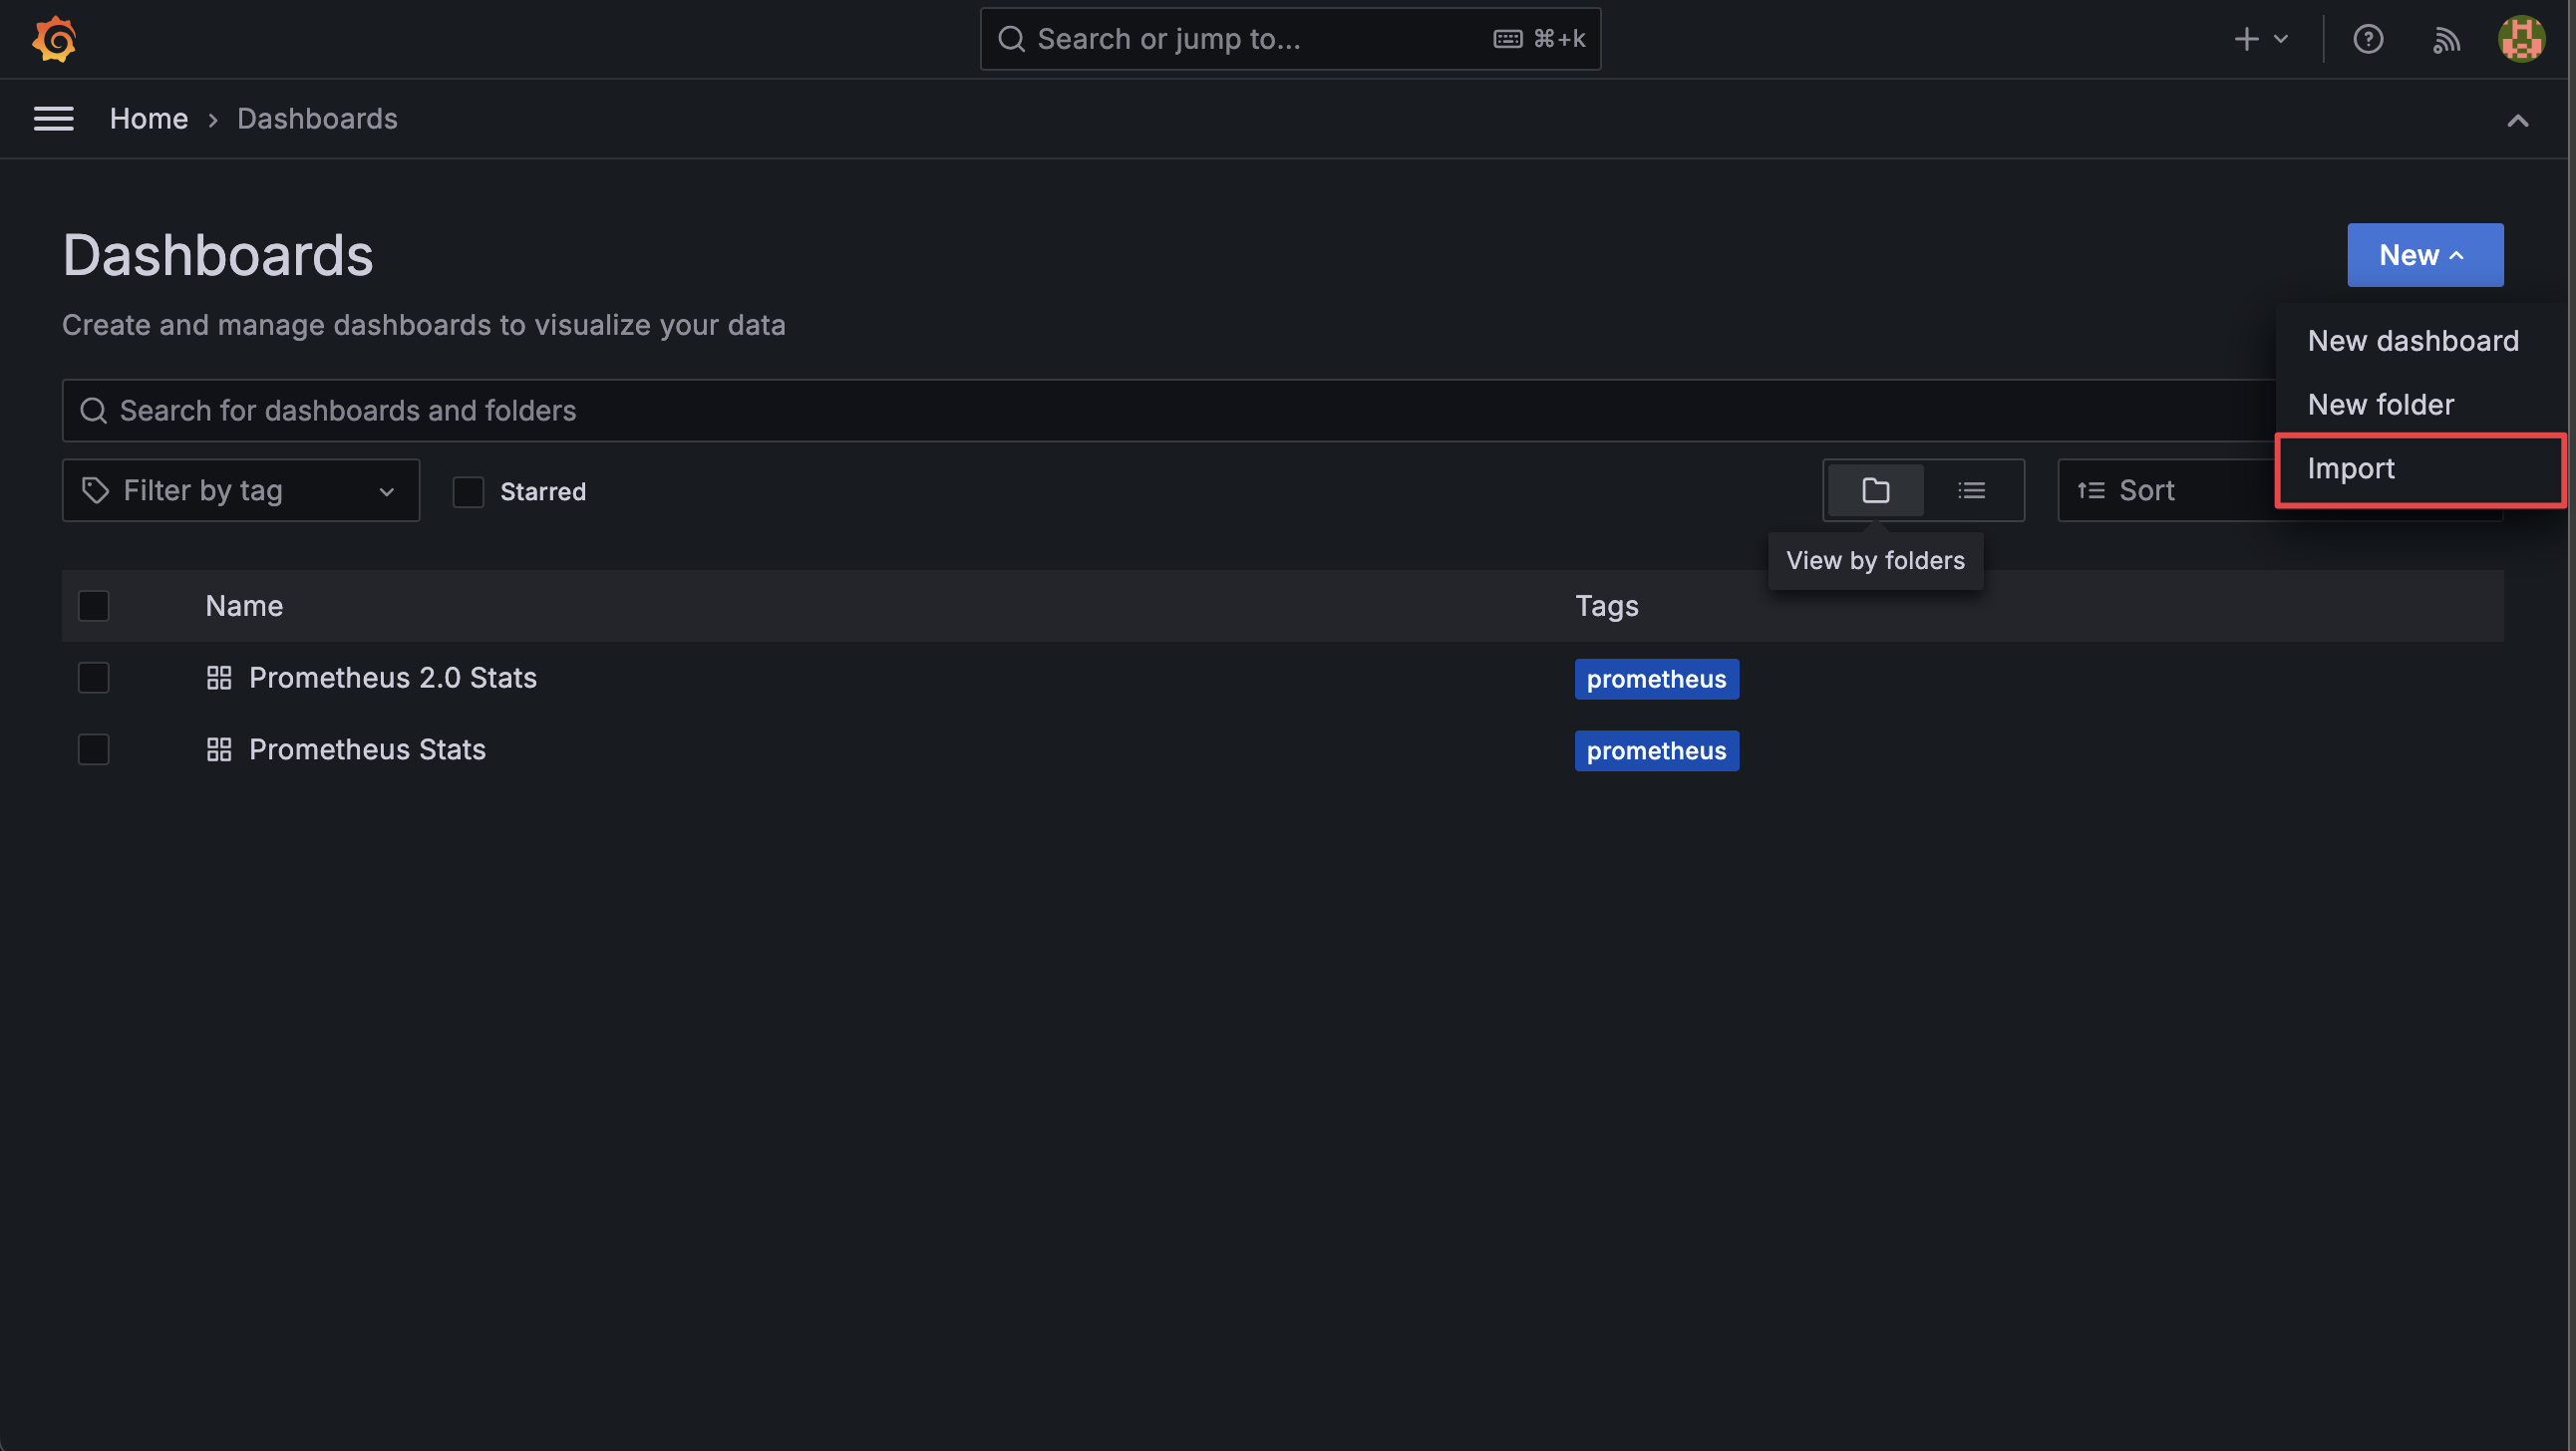 Search or jump to... ⌘+k
Home › Dashboards
Dashboards
New
Create and manage dashboards to visualize your data
New dashboard
New folder
Import
Search for dashboards and folders
Filter by tag
Starred
Sort
View by folders
Name Tags
Prometheus 2.0 Stats prometheus
Prometheus Stats prometheus